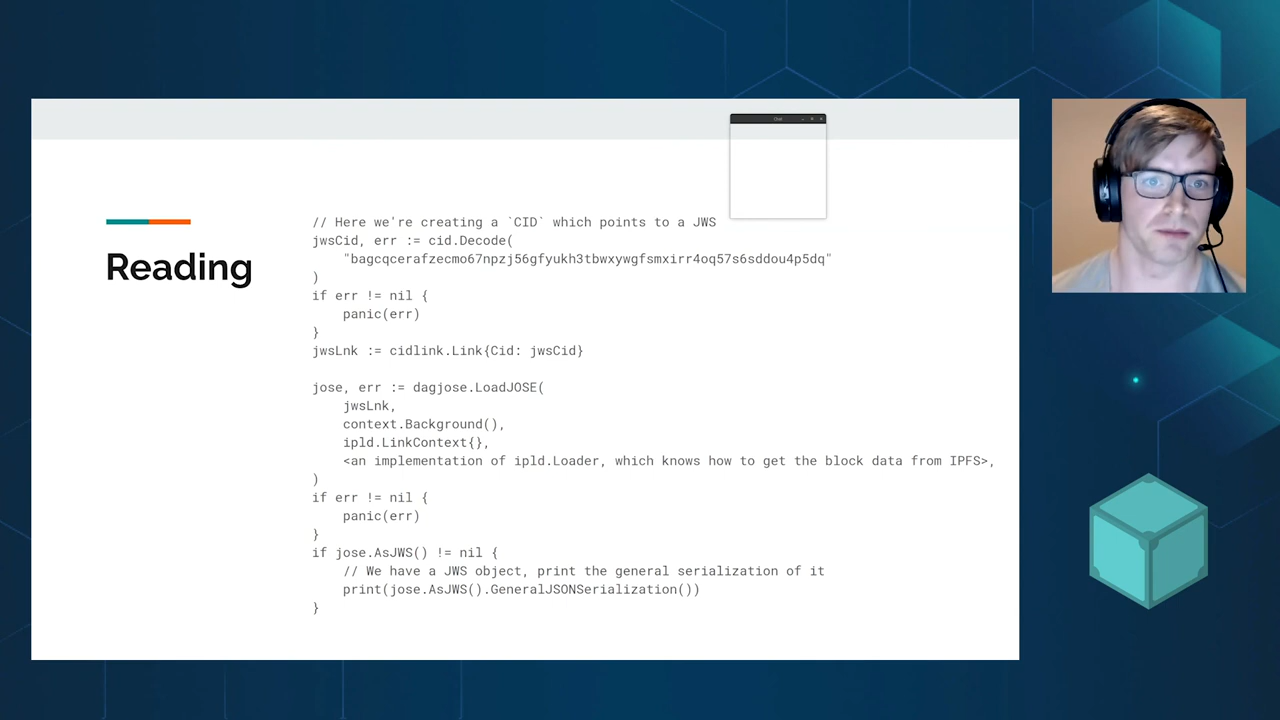 Chat
Reading
// Here we're creating a `CID` which points to a JWS
jwsCid, err := cid.Decode(
    "bagcqcerafzecmo67npzj56gfyukh3tbwxywgfsmxirr4oq57s6sddou4p5dq"
)
if err != nil {
    panic(err)
}
jwsLnk := cidlink.Link{Cid: jwsCid}

jose, err := dagjose.LoadJOSE(
    jwsLnk,
    context.Background(),
    ipld.LinkContext{},
    <an implementation of ipld.Loader, which knows how to get the block data from IPFS>,
)
if err != nil {
    panic(err)
}
if jose.AsJWS() != nil {
    // We have a JWS object, print the general serialization of it
    print(jose.AsJWS().GeneralJSONSerialization())
}